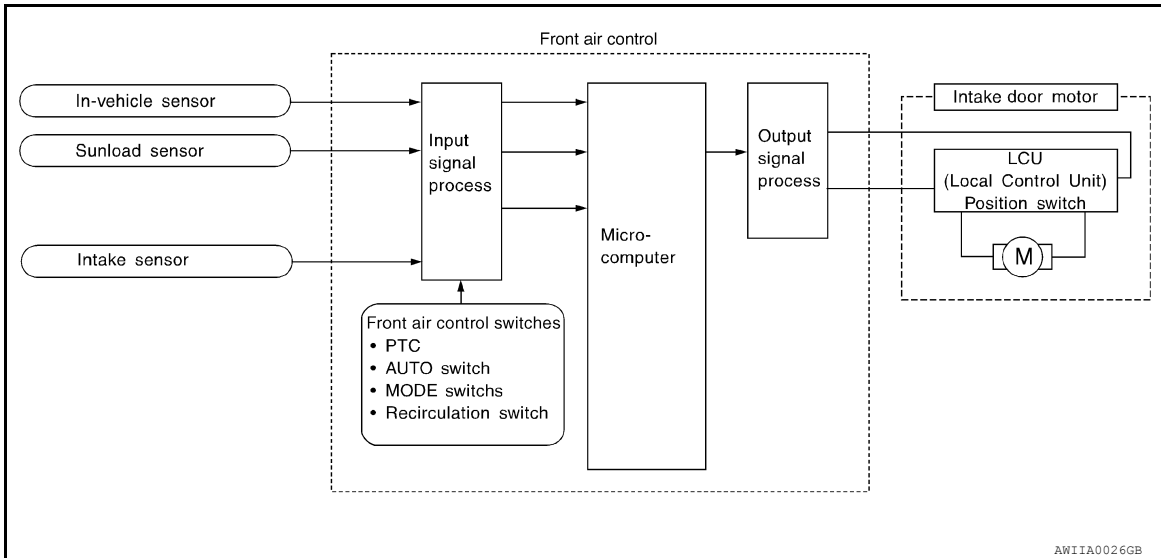 Front air control
In-vehicle sensor
Sunload sensor
Intake sensor
Input
signal
process
Front air control switches
• PTC
• AUTO switch
• MODE switchs
• Recirculation switch
Micro-
computer
Output
signal
process
Intake door motor
LCU
(Local Control Unit)
Position switch
M
AWIIA0026GB